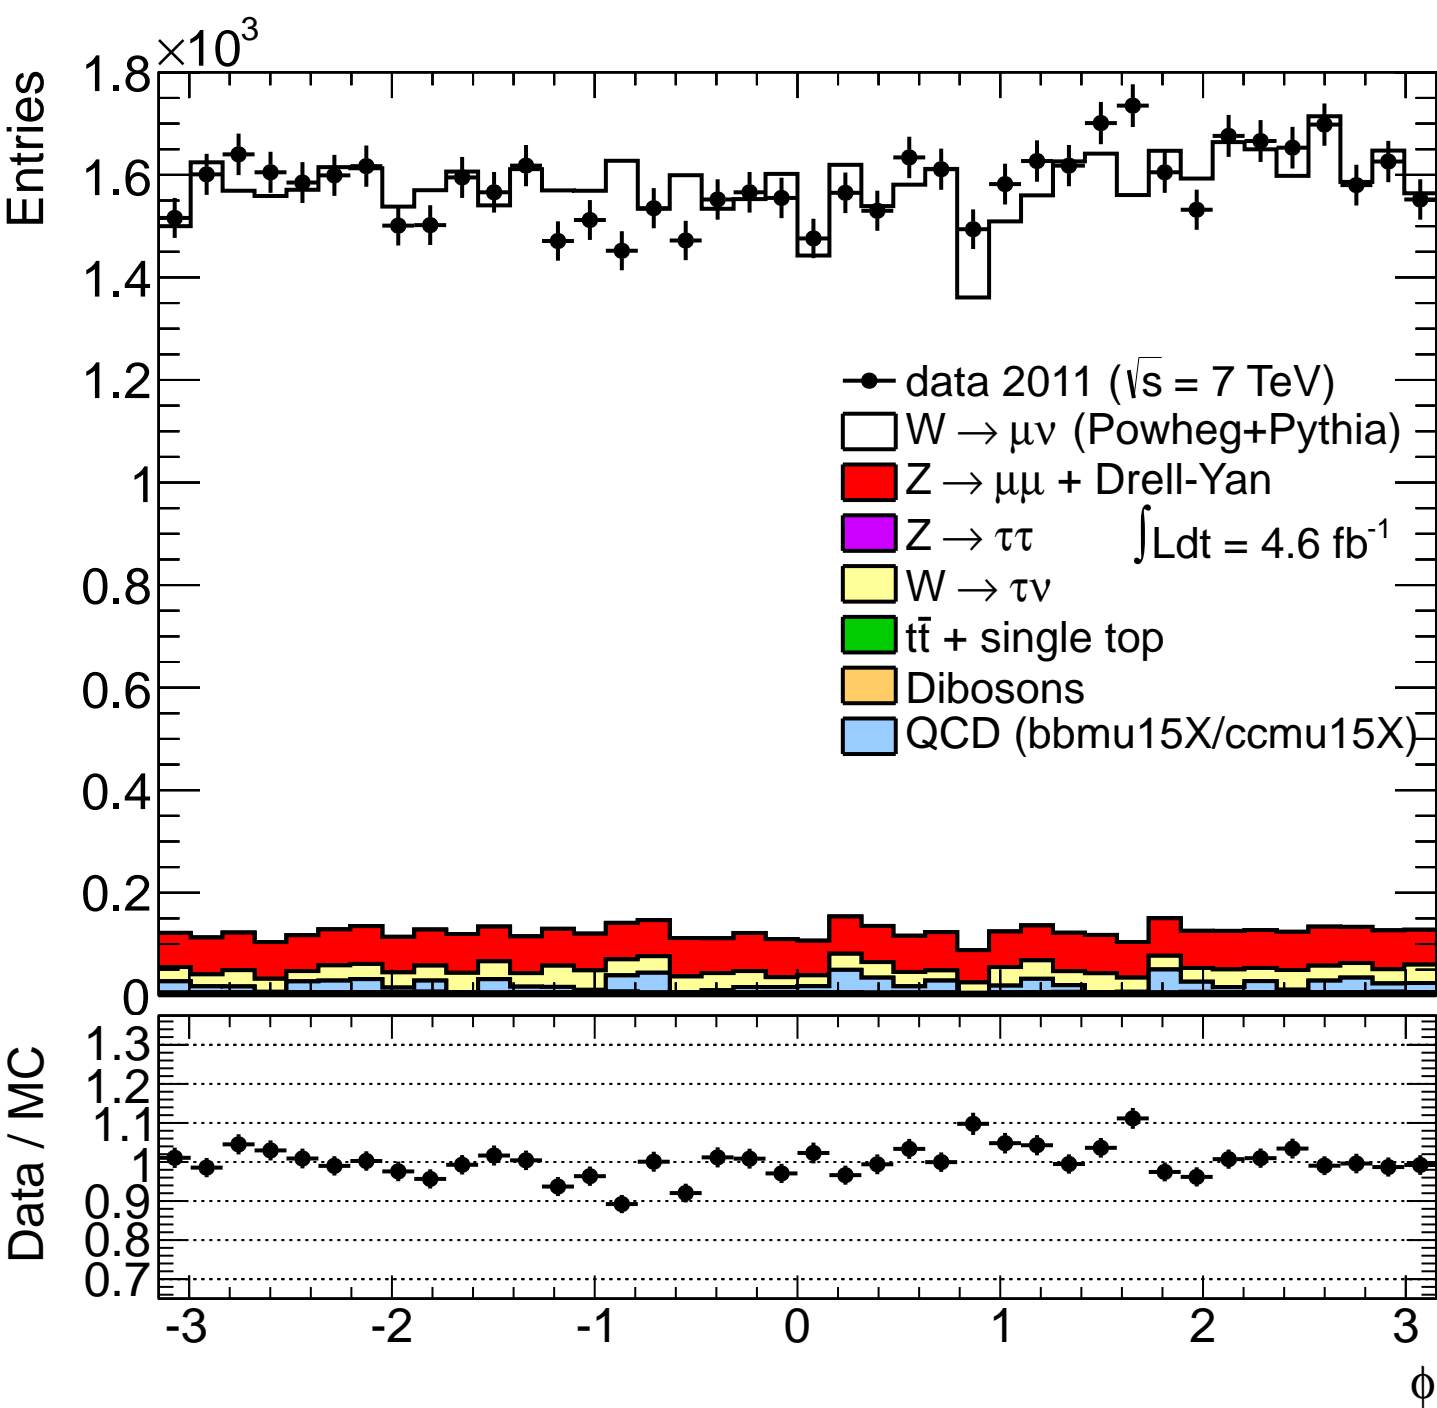 ×10³
Entries
1.8
1.6
1.4
1.2
1
0.8
0.6
0.4
0.2
0
data 2011 (√s = 7 TeV)
W → μν (Powheg+Pythia)
Z → μμ + Drell-Yan
Z → ττ
∫Ldt = 4.6 fb⁻¹
W → τν
tt̄ + single top
Dibosons
QCD (bbmu15X/ccmu15X)
Data / MC
1.3
1.2
1.1
1
0.9
0.8
0.7
-3 -2 -1 0 1 2 3
ϕ